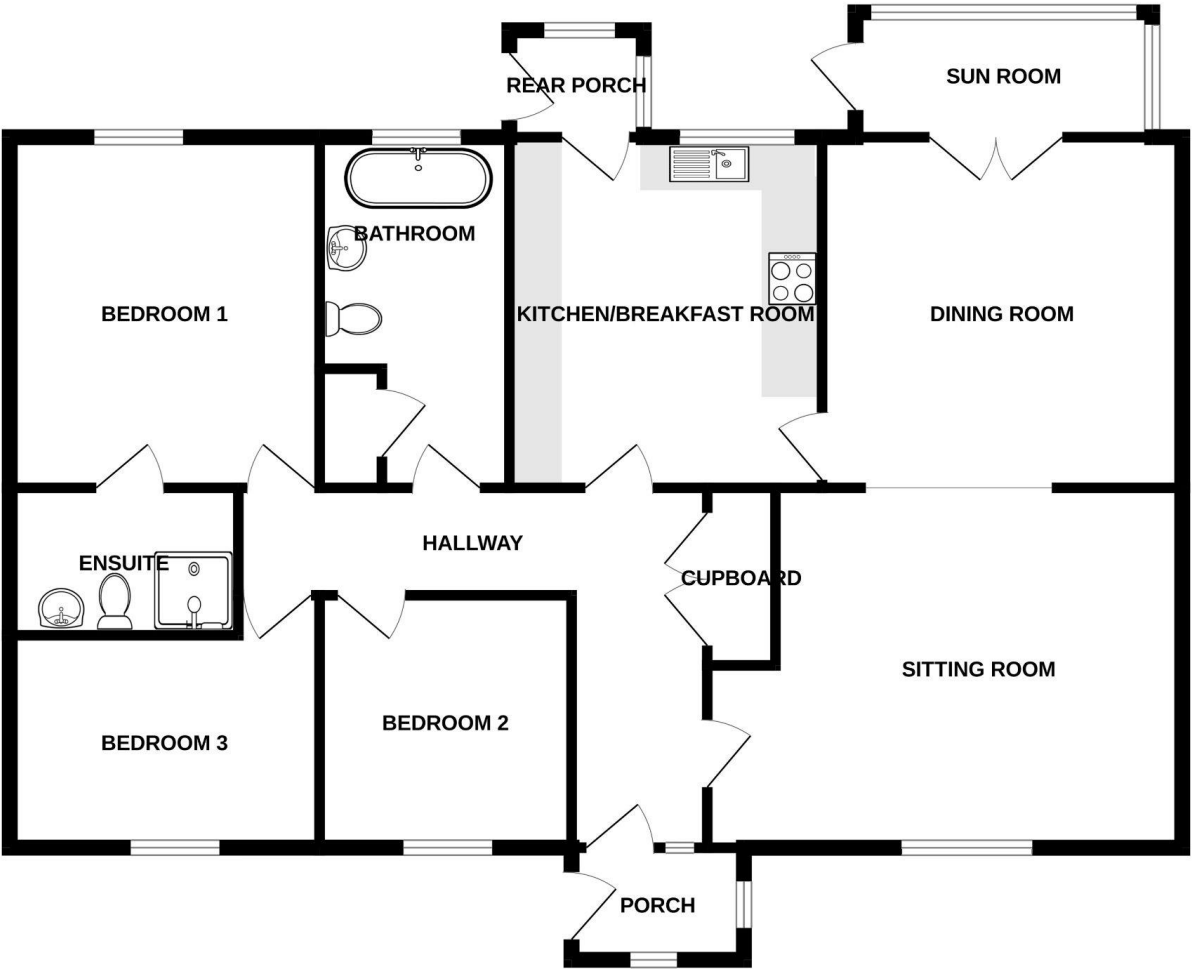 REAR PORCH
SUN ROOM
BATHROOM
BEDROOM 1
KITCHEN/BREAKFAST ROOM
DINING ROOM
HALLWAY
ENSUITE
CUPBOARD
SITTING ROOM
BEDROOM 2
BEDROOM 3
PORCH